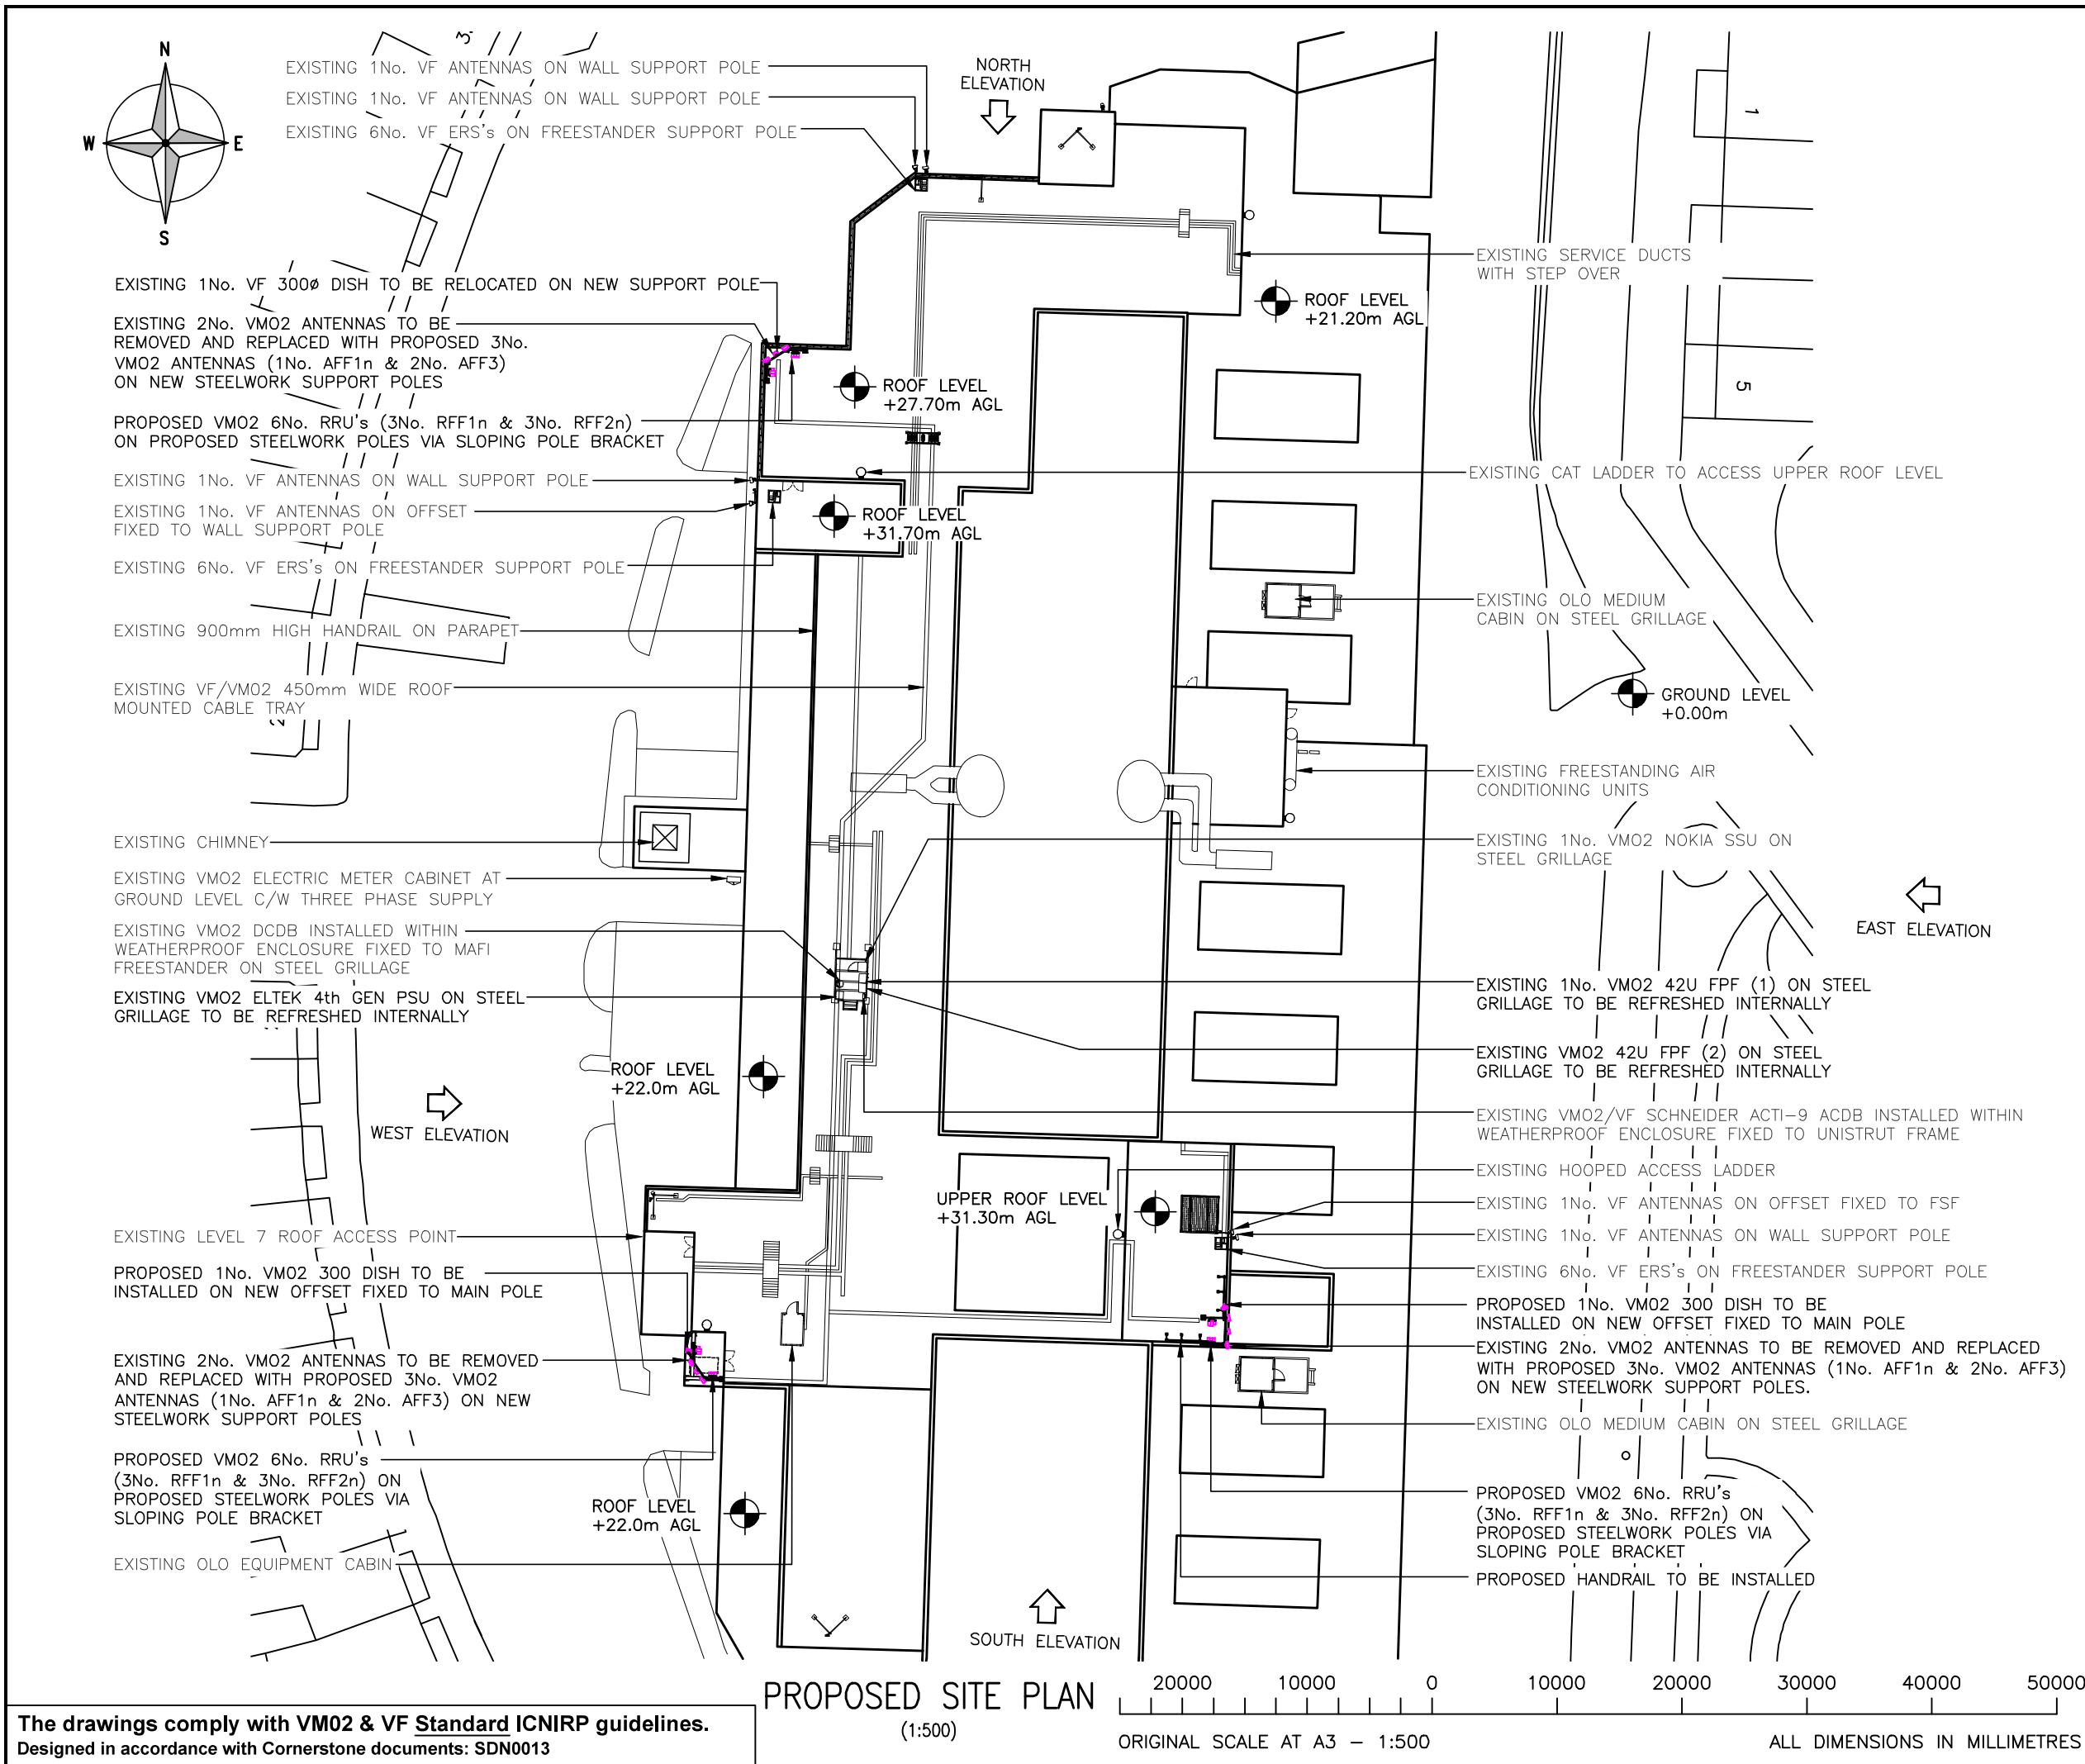 N
W
E
S
EXISTING 1No. VF ANTENNAS ON WALL SUPPORT POLE
EXISTING 1No. VF ANTENNAS ON WALL SUPPORT POLE
EXISTING 6No. VF ERS's ON FREESTANDER SUPPORT POLE
EXISTING 1No. VF 300ø DISH TO BE RELOCATED ON NEW SUPPORT POLE
EXISTING 2No. VMO2 ANTENNAS TO BE
REMOVED AND REPLACED WITH PROPOSED 3No.
VMO2 ANTENNAS (1No. AFF1n & 2No. AFF3)
ON NEW STEELWORK SUPPORT POLES
PROPOSED VMO2 6No. RRU's (3No. RFF1n & 3No. RFF2n)
ON PROPOSED STEELWORK POLES VIA SLOPING POLE BRACKET
EXISTING 1No. VF ANTENNAS ON WALL SUPPORT POLE
EXISTING 1No. VF ANTENNAS ON OFFSET
FIXED TO WALL SUPPORT POLE
EXISTING 6No. VF ERS's ON FREESTANDER SUPPORT POLE
EXISTING 900mm HIGH HANDRAIL ON PARAPET
EXISTING VF/VMO2 450mm WIDE ROOF
MOUNTED CABLE TRAY
EXISTING CHIMNEY
EXISTING VMO2 ELECTRIC METER CABINET AT
GROUND LEVEL C/W THREE PHASE SUPPLY
EXISTING VMO2 DCDB INSTALLED WITHIN
WEATHERPROOF ENCLOSURE FIXED TO MAFI
FREESTANDER ON STEEL GRILLAGE
EXISTING VMO2 ELTEK 4th GEN PSU ON STEEL
GRILLAGE TO BE REFRESHED INTERNALLY
ROOF LEVEL
+22.0m AGL
WEST ELEVATION
EXISTING LEVEL 7 ROOF ACCESS POINT
PROPOSED 1No. VMO2 300 DISH TO BE
INSTALLED ON NEW OFFSET FIXED TO MAIN POLE
EXISTING 2No. VMO2 ANTENNAS TO BE REMOVED
AND REPLACED WITH PROPOSED 3No. VMO2
ANTENNAS (1No. AFF1n & 2No. AFF3) ON NEW
STEELWORK SUPPORT POLES
PROPOSED VMO2 6No. RRU's
(3No. RFF1n & 3No. RFF2n) ON
PROPOSED STEELWORK POLES VIA
SLOPING POLE BRACKET
ROOF LEVEL
+22.0m AGL
EXISTING OLO EQUIPMENT CABIN
NORTH
ELEVATION
ROOF LEVEL
+21.20m AGL
ROOF LEVEL
+27.70m AGL
ROOF LEVEL
+31.70m AGL
UPPER ROOF LEVEL
+31.30m AGL
SOUTH ELEVATION
1
5
EXISTING SERVICE DUCTS
WITH STEP OVER
EXISTING CAT LADDER TO ACCESS UPPER ROOF LEVEL
EXISTING OLO MEDIUM
CABIN ON STEEL GRILLAGE
GROUND LEVEL
+0.00m
EXISTING FREESTANDING AIR
CONDITIONING UNITS
EXISTING 1No. VMO2 NOKIA SSU ON
STEEL GRILLAGE
EAST ELEVATION
EXISTING 1No. VMO2 42U FPF (1) ON STEEL
GRILLAGE TO BE REFRESHED INTERNALLY
EXISTING VMO2 42U FPF (2) ON STEEL
GRILLAGE TO BE REFRESHED INTERNALLY
EXISTING VMO2/VF SCHNEIDER ACTI-9 ACDB INSTALLED WITHIN
WEATHERPROOF ENCLOSURE FIXED TO UNISTRUT FRAME
EXISTING HOOPED ACCESS LADDER
EXISTING 1No. VF ANTENNAS ON OFFSET FIXED TO FSF
EXISTING 1No. VF ANTENNAS ON WALL SUPPORT POLE
EXISTING 6No. VF ERS's ON FREESTANDER SUPPORT POLE
PROPOSED 1No. VMO2 300 DISH TO BE
INSTALLED ON NEW OFFSET FIXED TO MAIN POLE
EXISTING 2No. VMO2 ANTENNAS TO BE REMOVED AND REPLACED
WITH PROPOSED 3No. VMO2 ANTENNAS (1No. AFF1n & 2No. AFF3)
ON NEW STEELWORK SUPPORT POLES.
EXISTING OLO MEDIUM CABIN ON STEEL GRILLAGE
PROPOSED VMO2 6No. RRU's
(3No. RFF1n & 3No. RFF2n) ON
PROPOSED STEELWORK POLES VIA
SLOPING POLE BRACKET
PROPOSED HANDRAIL TO BE INSTALLED
PROPOSED SITE PLAN
(1:500)
20000 10000 0 10000 20000 30000 40000 50000
ORIGINAL SCALE AT A3 - 1:500
ALL DIMENSIONS IN MILLIMETRES
The drawings comply with VM02 & VF Standard ICNIRP guidelines.
Designed in accordance with Cornerstone documents: SDN0013